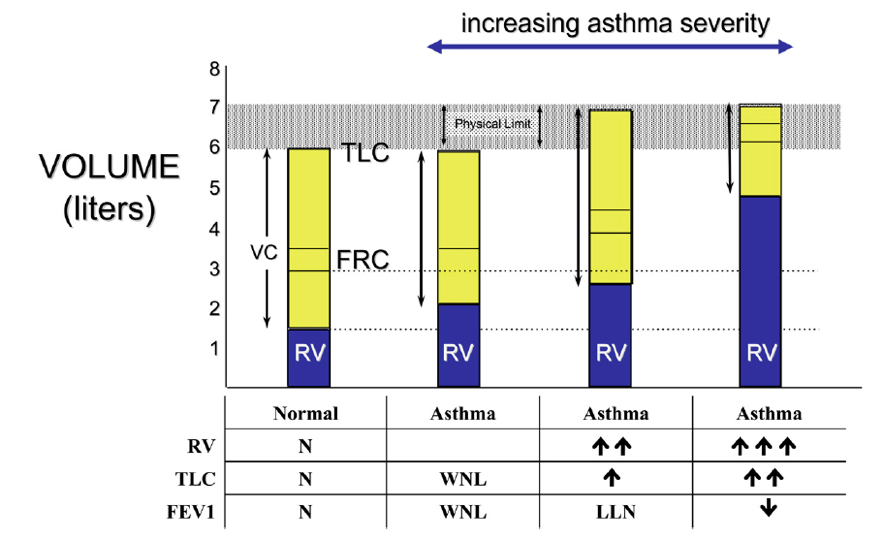 increasing asthma severity
8
7
Physical Limit
6
TLC
VOLUME
(liters)
5
4
VC
FRC
3
2
1
RV RV RV RV
Normal Asthma Asthma Asthma
RV N ↑↑ ↑↑↑
TLC N WNL ↑ ↑↑
FEV1 N WNL LLN ↓